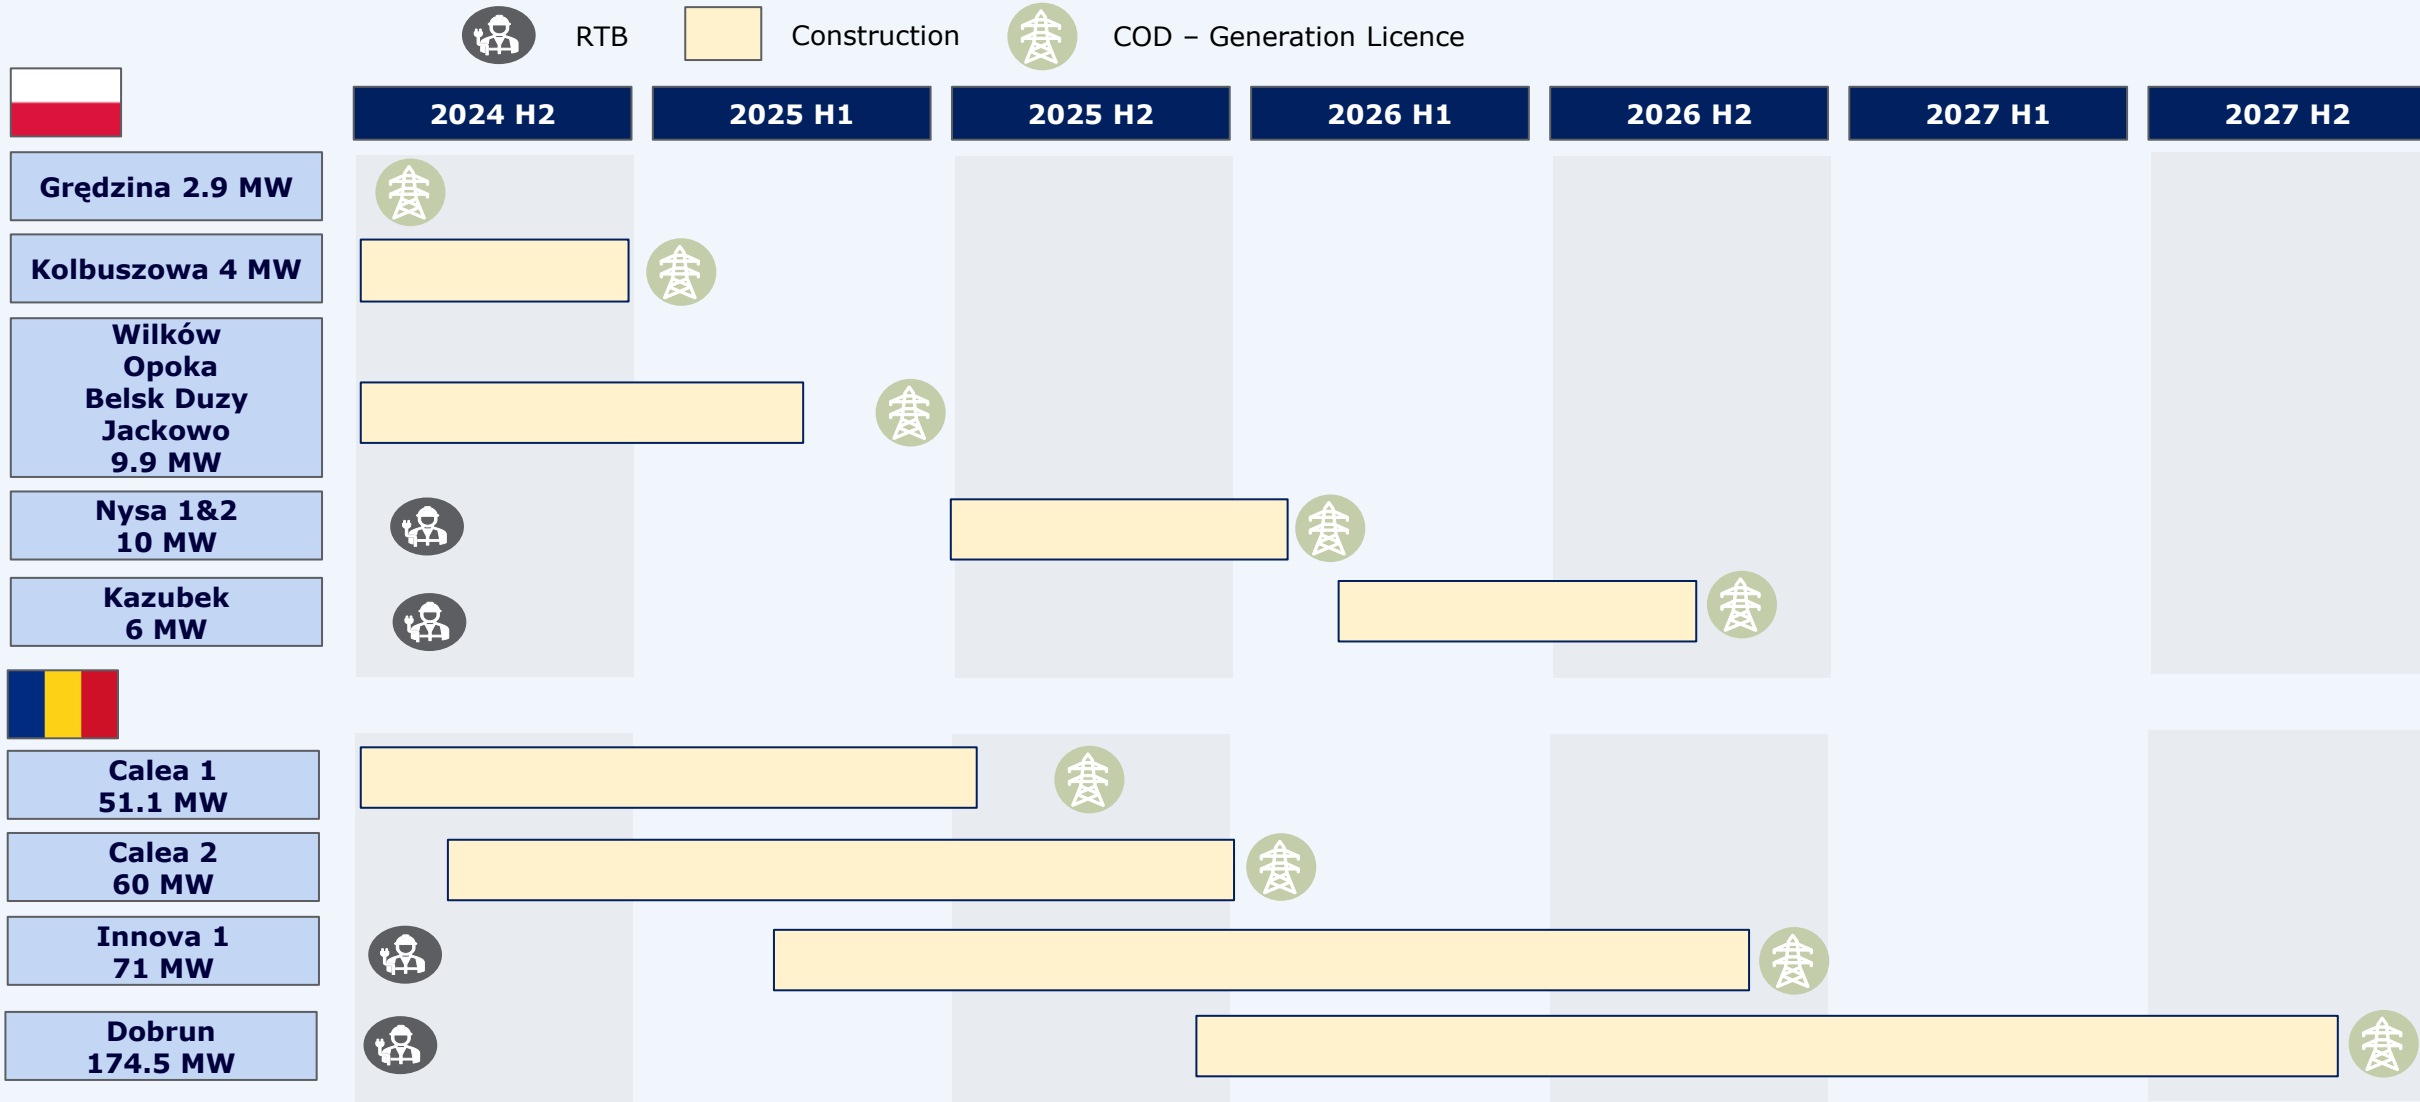 RTB
Construction
COD – Generation Licence
2024 H2
2025 H1
2025 H2
2026 H1
2026 H2
2027 H1
2027 H2
Grędzina 2.9 MW
Kolbuszowa 4 MW
Wilków
Opoka
Belsk Duzy
Jackowo
9.9 MW
Nysa 1&2
10 MW
Kazubek
6 MW
Calea 1
51.1 MW
Calea 2
60 MW
Innova 1
71 MW
Dobrun
174.5 MW